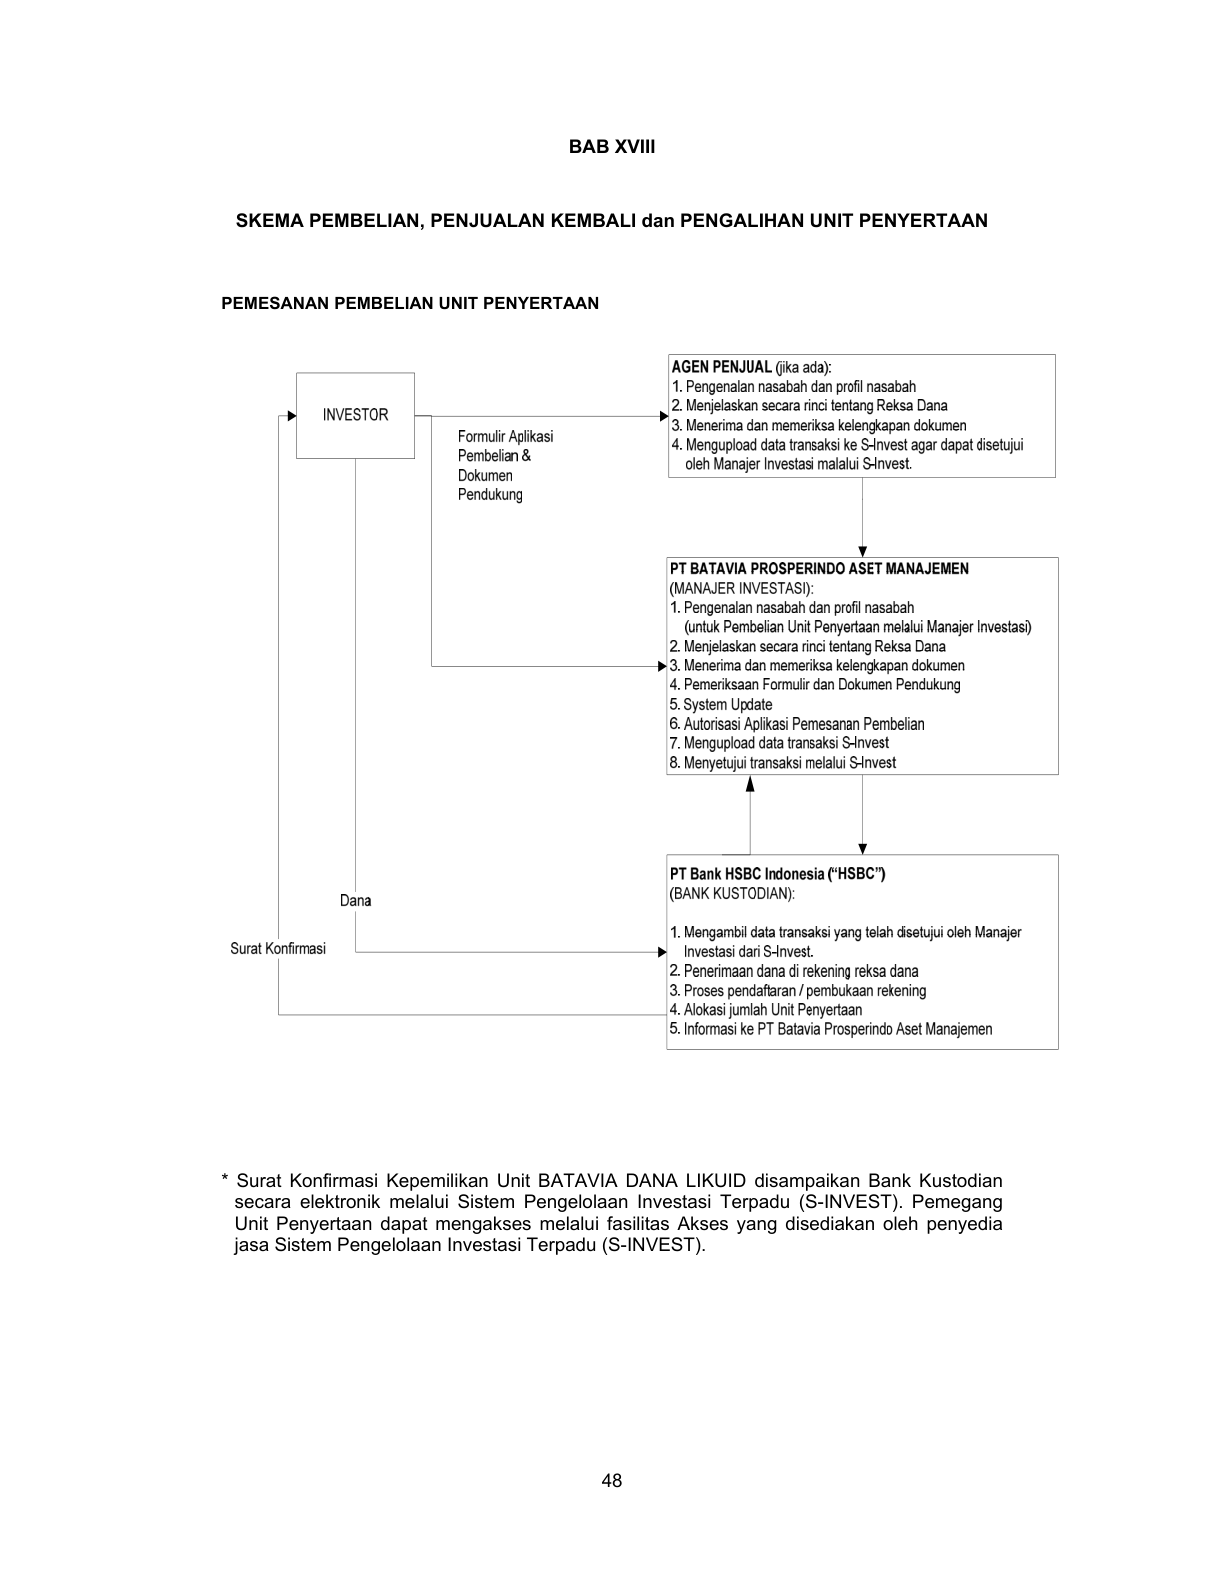 BAB XVIII
SKEMA PEMBELIAN, PENJUALAN KEMBALI dan PENGALIHAN UNIT PENYERTAAN
PEMESANAN PEMBELIAN UNIT PENYERTAAN
INVESTOR
Formulir Aplikasi
Pembelian &
Dokumen
Pendukung
AGEN PENJUAL (jika ada):
1. Pengenalan nasabah dan profil nasabah
2. Menjelaskan secara rinci tentang Reksa Dana
3. Menerima dan memeriksa kelengkapan dokumen
4. Mengupload data transaksi ke S-Invest agar dapat disetujui
oleh Manajer Investasi malalui S-Invest.
PT BATAVIA PROSPERINDO ASET MANAJEMEN
(MANAJER INVESTASI):
1. Pengenalan nasabah dan profil nasabah
(untuk Pembelian Unit Penyertaan melalui Manajer Investasi)
2. Menjelaskan secara rinci tentang Reksa Dana
3. Menerima dan memeriksa kelengkapan dokumen
4. Pemeriksaan Formulir dan Dokumen Pendukung
5. System Update
6. Autorisasi Aplikasi Pemesanan Pembelian
7. Mengupload data transaksi S-Invest
8. Menyetujui transaksi melalui S-Invest
Dana
Surat Konfirmasi
PT Bank HSBC Indonesia (“HSBC”)
(BANK KUSTODIAN):
1. Mengambil data transaksi yang telah disetujui oleh Manajer
Investasi dari S-Invest.
2. Penerimaan dana di rekening reksa dana
3. Proses pendaftaran / pembukaan rekening
4. Alokasi jumlah Unit Penyertaan
5. Informasi ke PT Batavia Prosperindo Aset Manajemen
* Surat Konfirmasi Kepemilikan Unit BATAVIA DANA LIKUID disampaikan Bank Kustodian
secara elektronik melalui Sistem Pengelolaan Investasi Terpadu (S-INVEST). Pemegang
Unit Penyertaan dapat mengakses melalui fasilitas Akses yang disediakan oleh penyedia
jasa Sistem Pengelolaan Investasi Terpadu (S-INVEST).
48